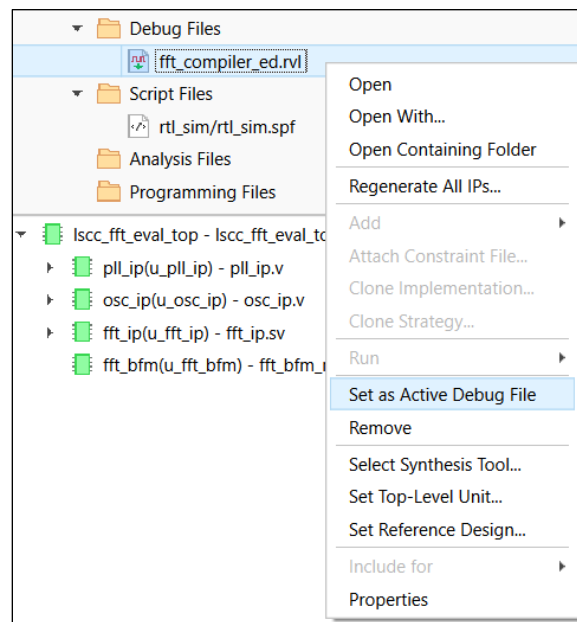 Debug Files
fft_compiler_ed.rvl
Script Files
rtl_sim/rtl_sim.spf
Analysis Files
Programming Files
lscc_fft_eval_top - lscc_fft_eval_to
pll_ip(u_pll_ip) - pll_ip.v
osc_ip(u_osc_ip) - osc_ip.v
fft_ip(u_fft_ip) - fft_ip.sv
fft_bfm(u_fft_bfm) - fft_bfm_r
Open
Open With...
Open Containing Folder
Regenerate All IPs...
Add
Attach Constraint File...
Clone Implementation...
Clone Strategy...
Run
Set as Active Debug File
Remove
Select Synthesis Tool...
Set Top-Level Unit...
Set Reference Design...
Include for
Properties